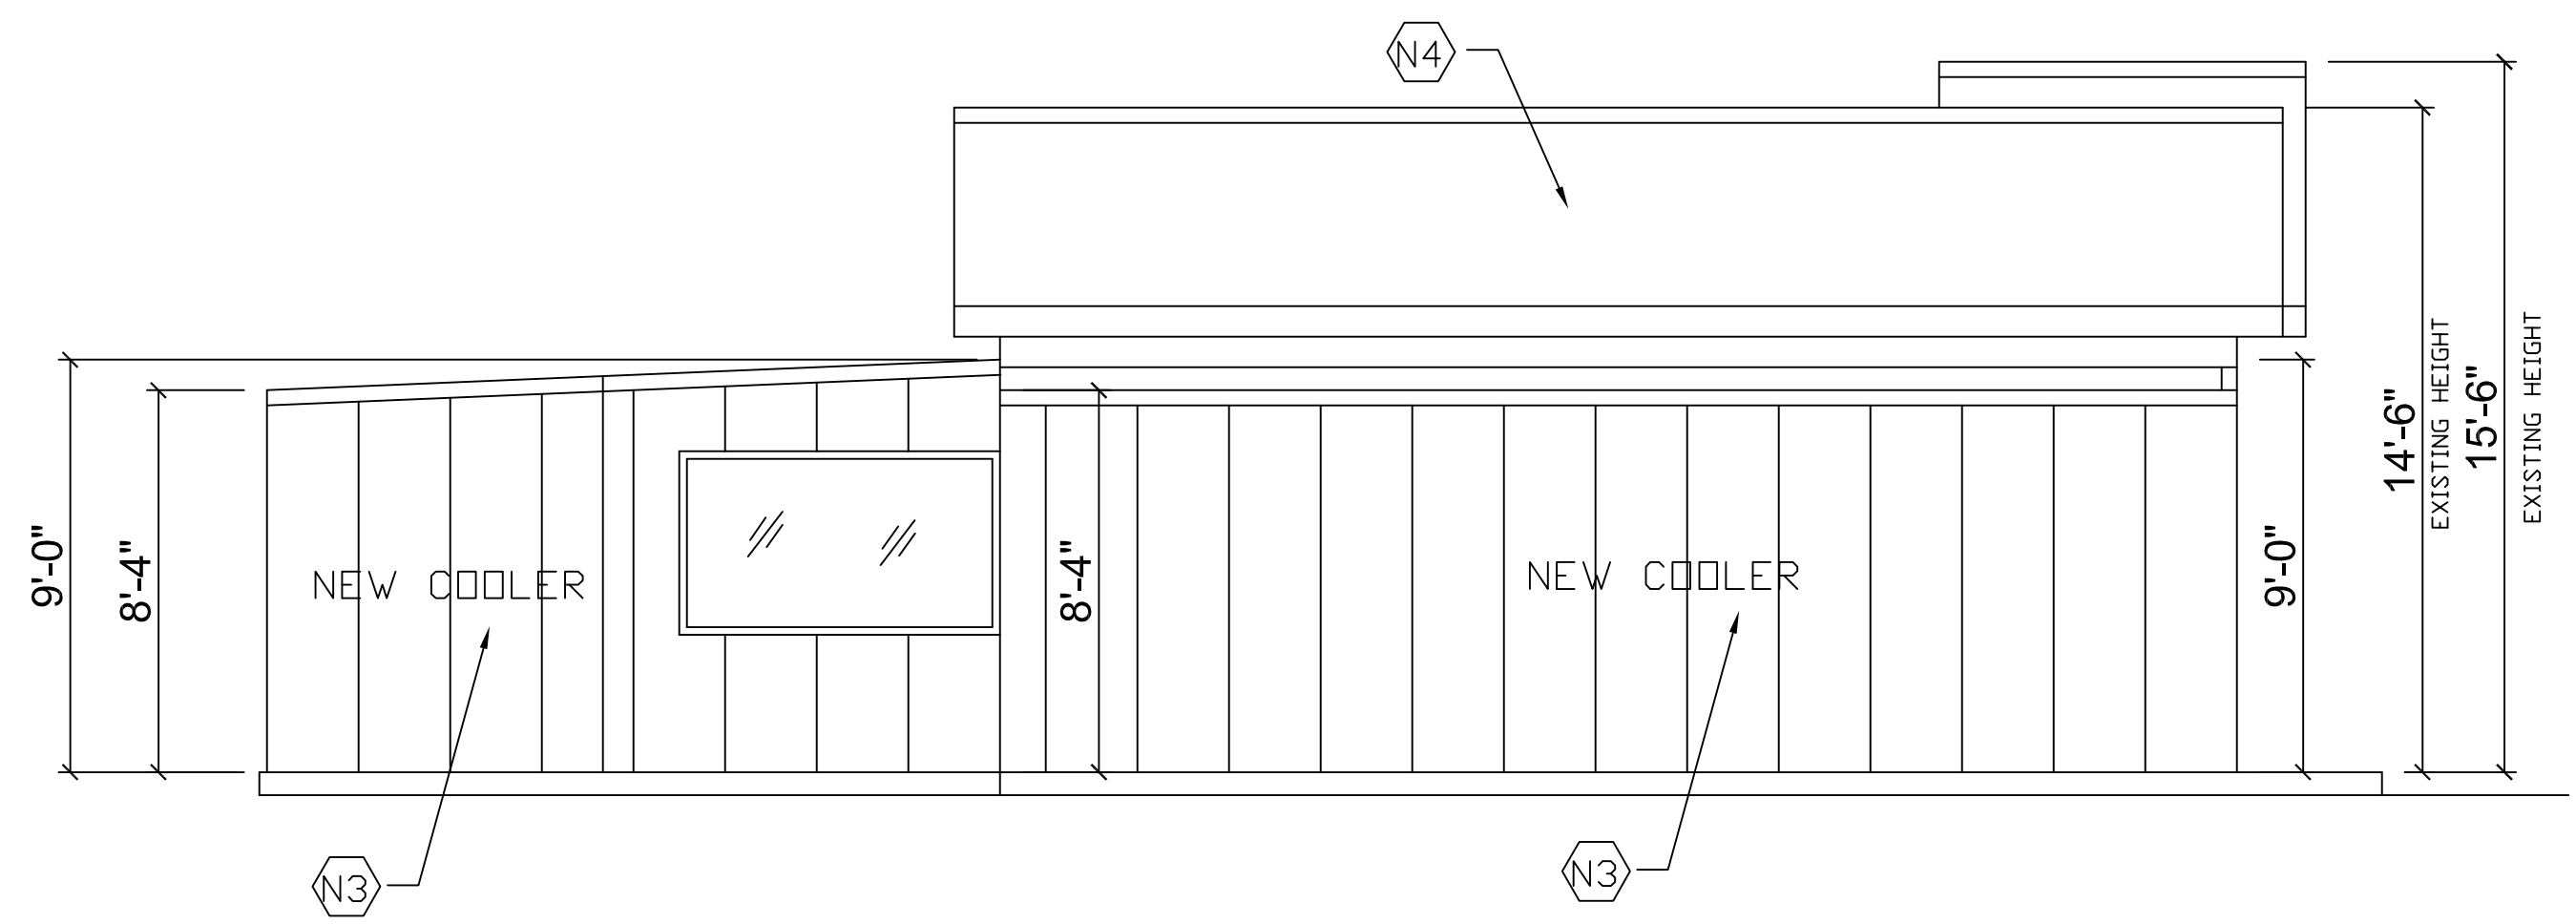 N4
9'-0"
8'-4"
NEW COOLER
8'-4"
NEW COOLER
9'-0"
14'-6"
EXISTING HEIGHT
15'-6"
EXISTING HEIGHT
N3
N3